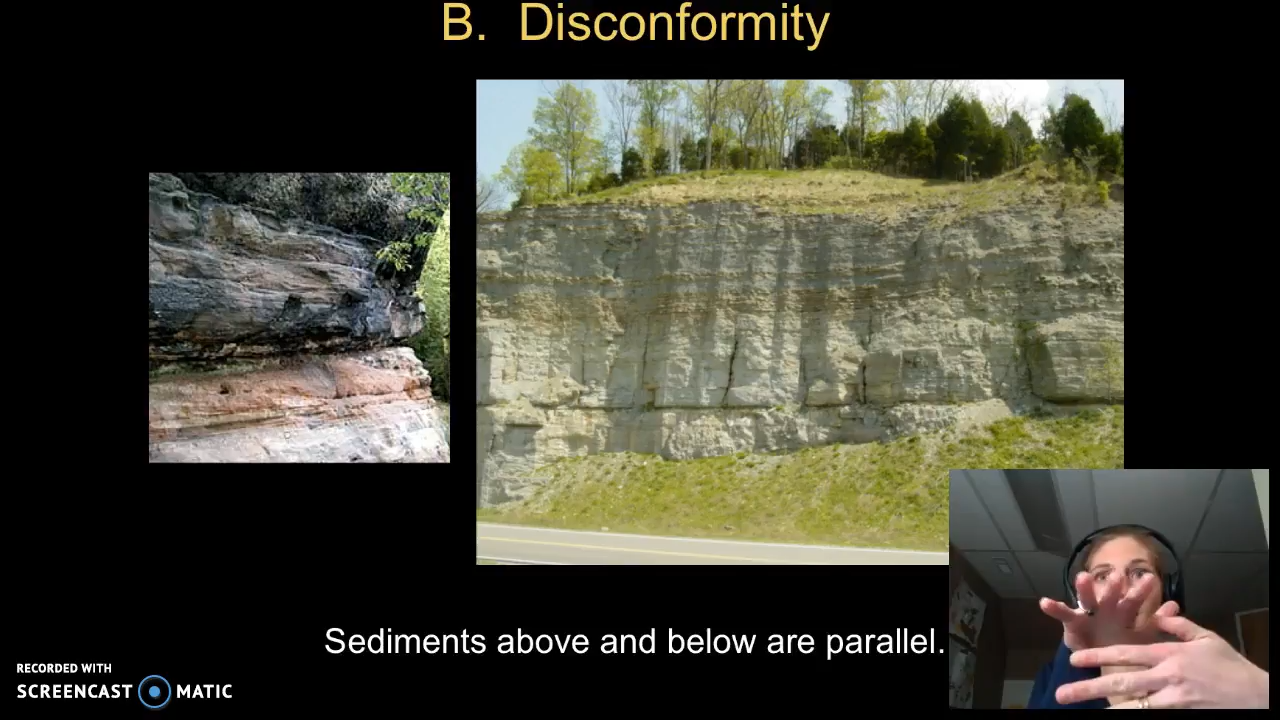 B. Disconformity
Sediments above and below are parallel.
RECORDED WITH
SCREENCAST MATIC